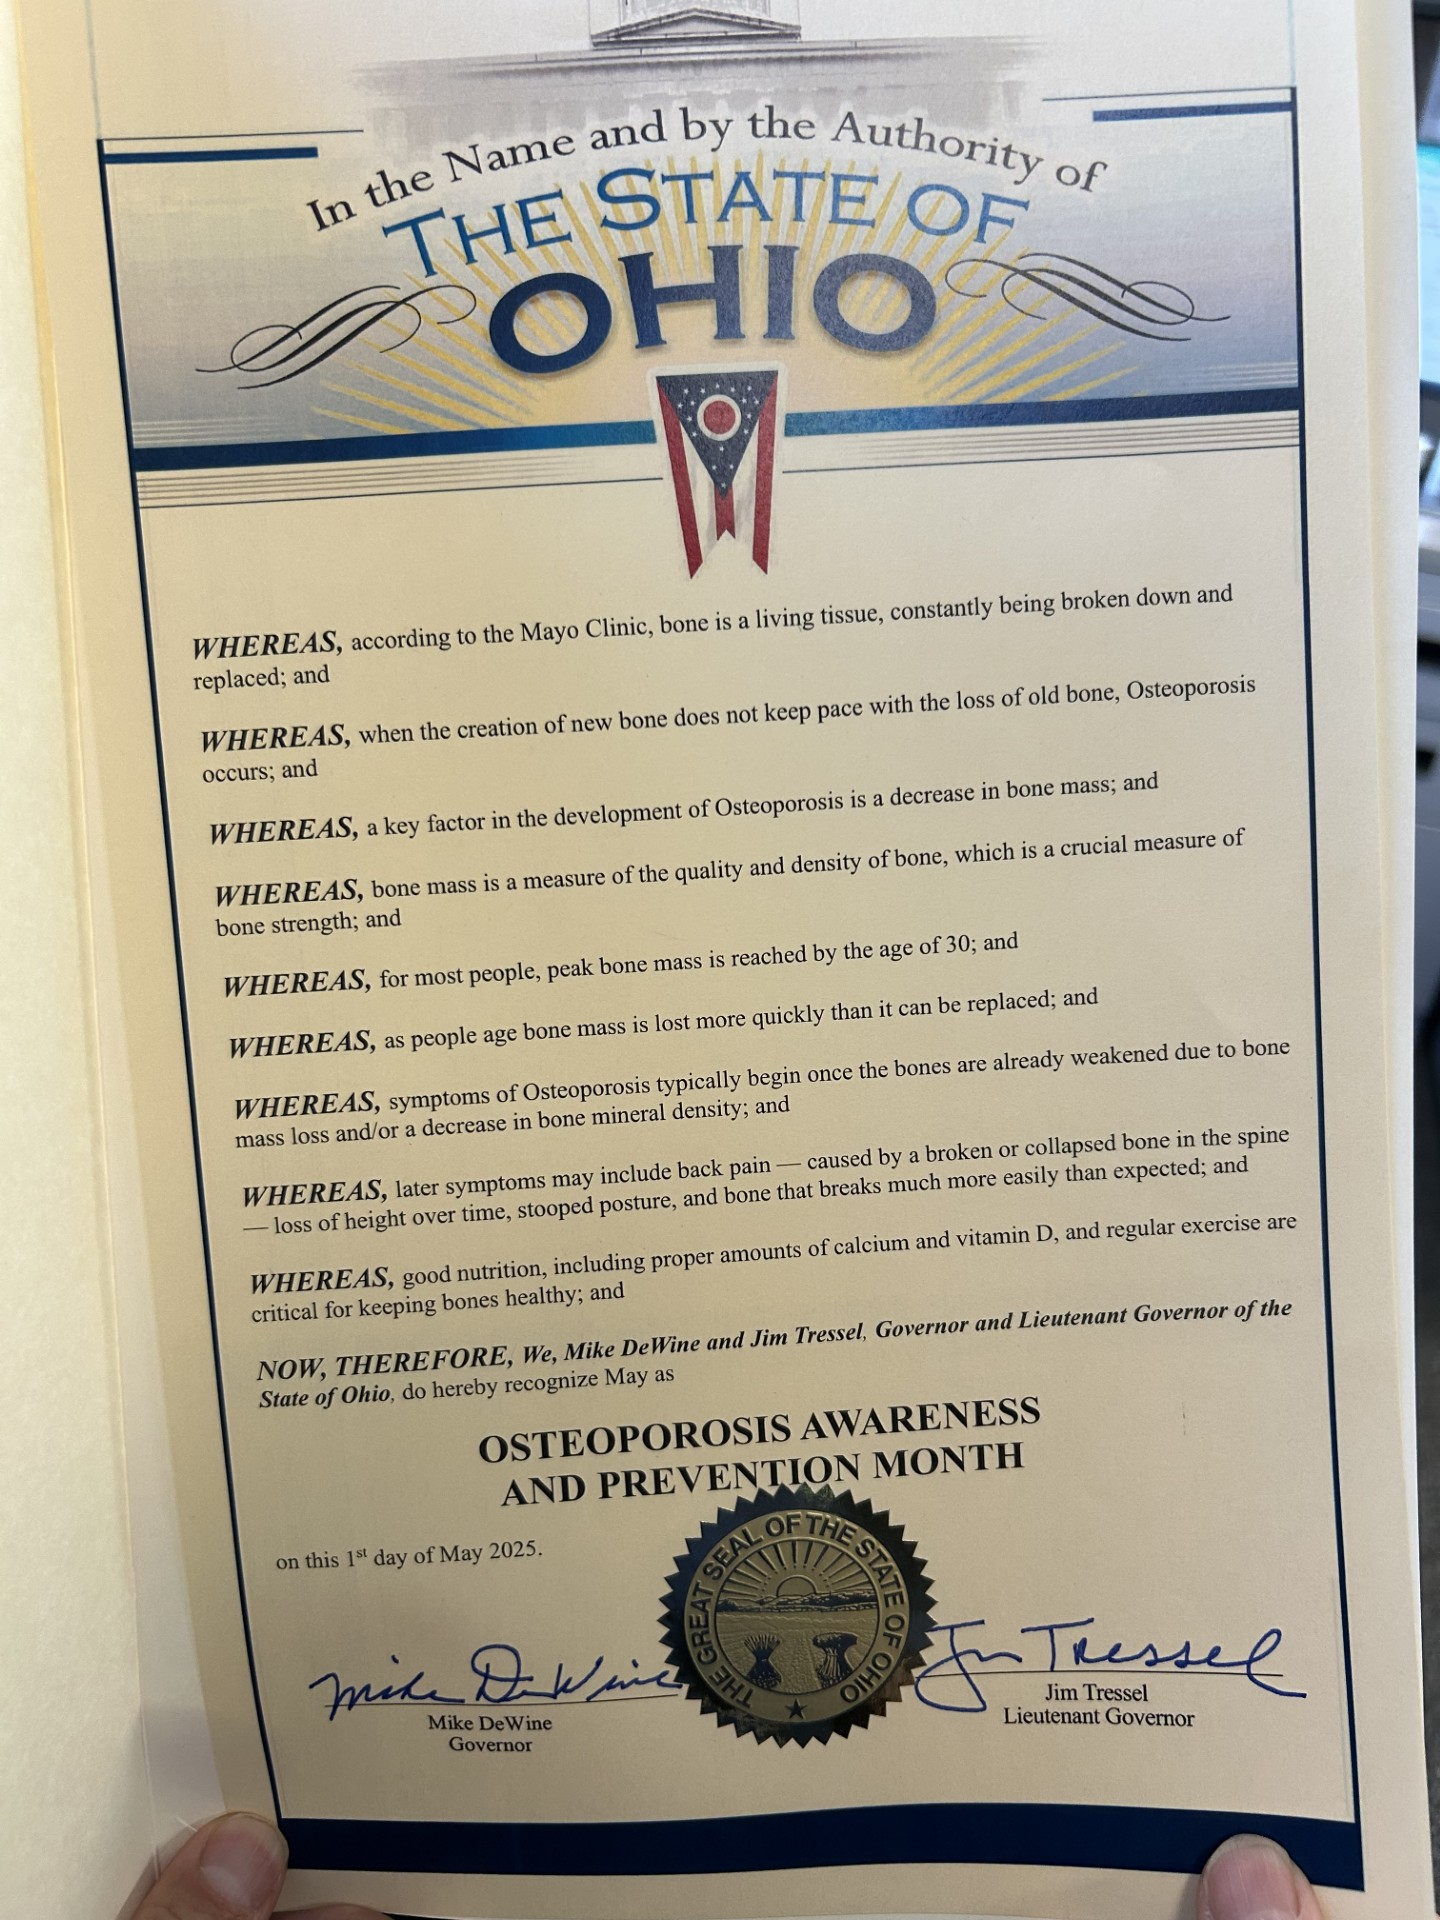 In the Name and by the Authority of
THE STATE OF
OHIO
WHEREAS, according to the Mayo Clinic, bone is a living tissue, constantly being broken down and
replaced; and
WHEREAS, when the creation of new bone does not keep pace with the loss of old bone, Osteoporosis
occurs; and
WHEREAS, a key factor in the development of Osteoporosis is a decrease in bone mass; and
WHEREAS, bone mass is a measure of the quality and density of bone, which is a crucial measure of
bone strength; and
WHEREAS, for most people, peak bone mass is reached by the age of 30; and
WHEREAS, as people age bone mass is lost more quickly than it can be replaced; and
WHEREAS, symptoms of Osteoporosis typically begin once the bones are already weakened due to bone
mass loss and/or a decrease in bone mineral density; and
WHEREAS, later symptoms may include back pain — caused by a broken or collapsed bone in the spine
— loss of height over time, stooped posture, and bone that breaks much more easily than expected; and
WHEREAS, good nutrition, including proper amounts of calcium and vitamin D, and regular exercise are
critical for keeping bones healthy; and
NOW, THEREFORE, We, Mike DeWine and Jim Tressel, Governor and Lieutenant Governor of the
State of Ohio, do hereby recognize May as
OSTEOPOROSIS AWARENESS
AND PREVENTION MONTH
on this 1st day of May 2025.
THE GREAT SEAL OF THE STATE OF OHIO
Mike DeWine
Mike DeWine
Governor
Jim Tressel
Jim Tressel
Lieutenant Governor